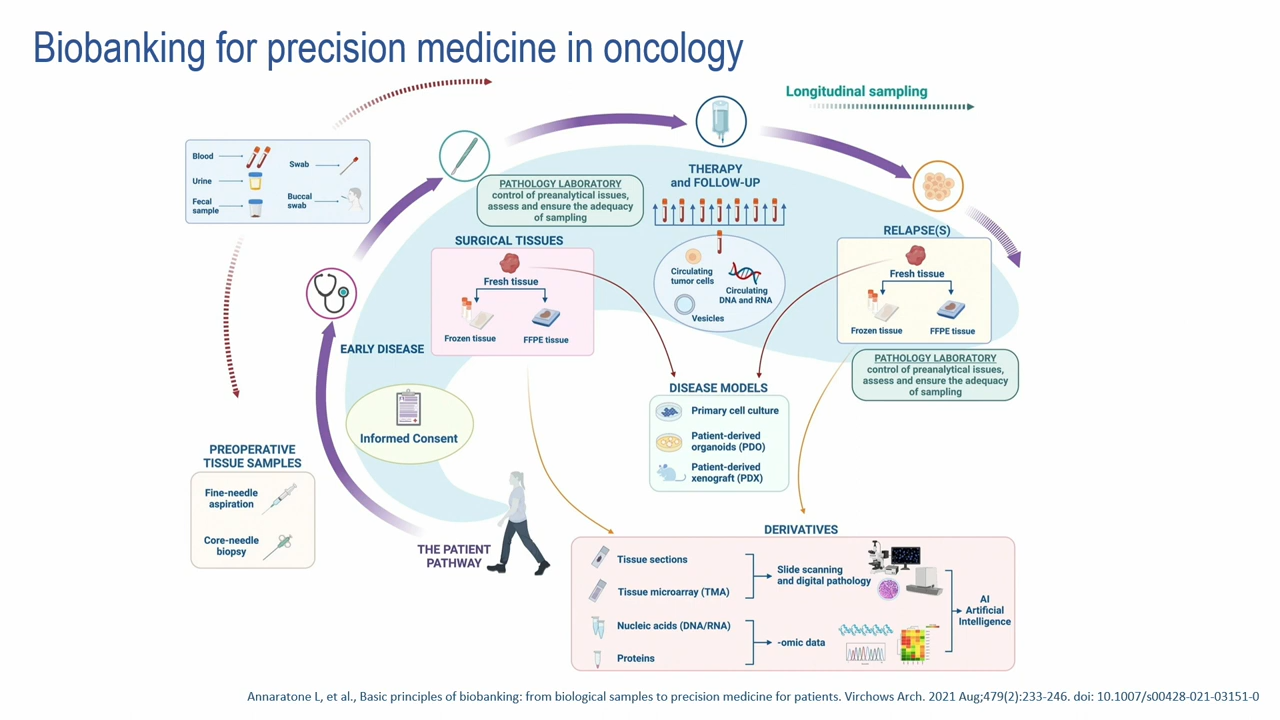 Biobanking for precision medicine in oncology
Longitudinal sampling
Blood
Urine
Fecal
sample
Swab
Buccal
swab
PATHOLOGY LABORATORY
control of preanalytical issues,
assess and ensure the adequacy
of sampling
THERAPY
and FOLLOW-UP
SURGICAL TISSUES
Fresh tissue
Frozen tissue
FFPE tissue
Circulating
tumor cells
Circulating
DNA and RNA
Vesicles
RELAPSE(S)
Fresh tissue
Frozen tissue
FFPE tissue
PATHOLOGY LABORATORY
control of preanalytical issues,
assess and ensure the adequacy
of sampling
EARLY DISEASE
Informed Consent
DISEASE MODELS
Primary cell culture
Patient-derived
organoids (PDO)
Patient-derived
xenograft (PDX)
PREOPERATIVE
TISSUE SAMPLES
Fine-needle
aspiration
Core-needle
biopsy
THE PATIENT
PATHWAY
DERIVATIVES
Tissue sections
Tissue microarray (TMA)
Nucleic acids (DNA/RNA)
Proteins
Slide scanning
and digital pathology
-omic data
AI
Artificial
Intelligence
Annaratone L, et al., Basic principles of biobanking: from biological samples to precision medicine for patients. Virchows Arch. 2021 Aug;479(2):233-246. doi: 10.1007/s00428-021-03151-0